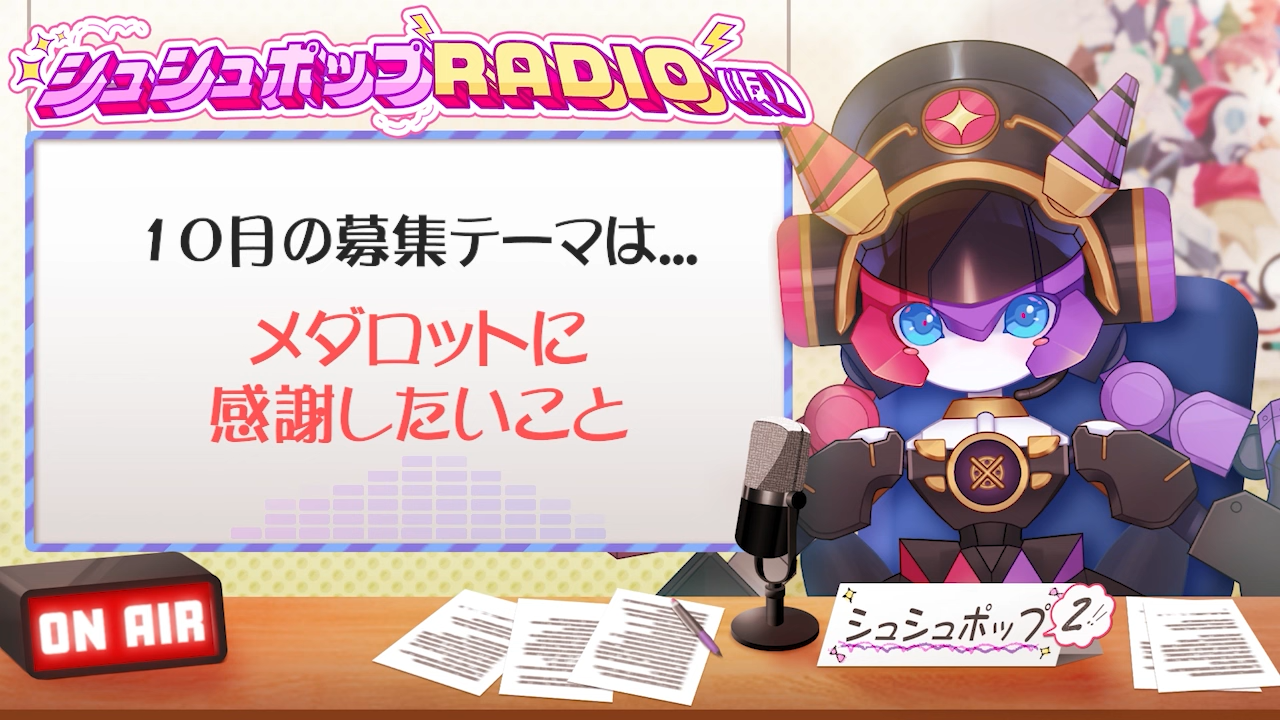 シュシュポップRADIO(仮)
10月の募集テーマは...
メダロットに
感謝したいこと
ON AIR
シュシュポップ2!!